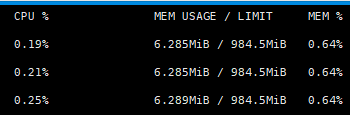 CPU % MEM USAGE / LIMIT MEM %
0.19% 6.285MiB / 984.5MiB 0.64%
0.21% 6.285MiB / 984.5MiB 0.64%
0.25% 6.289MiB / 984.5MiB 0.64%